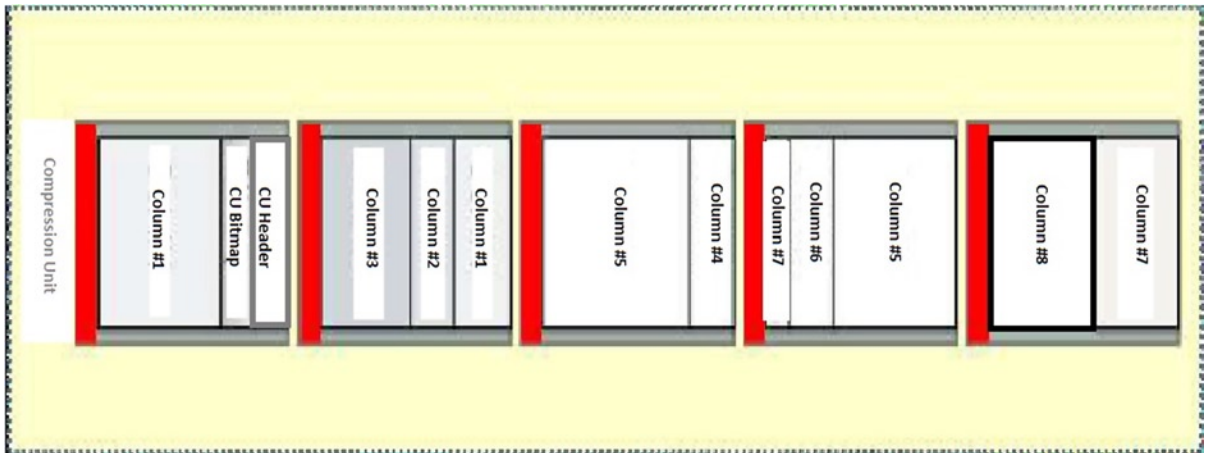 Column #7
Column #8
Column #5
Column #6
Column #7
Column #4
Column #5
Column #1
Column #2
Column #3
CU Header
CU Bitmap
Column #1
Compression Unit